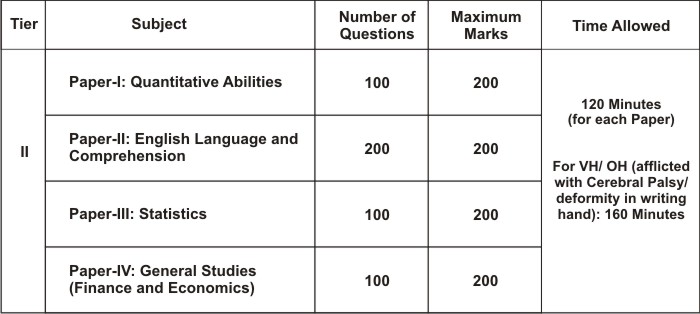 Tier
Subject
Number of
Questions
Maximum
Marks
Time Allowed
II
Paper-I: Quantitative Abilities
100
200
Paper-II: English Language and
Comprehension
200
200
Paper-III: Statistics
100
200
Paper-IV: General Studies
(Finance and Economics)
100
200
120 Minutes
(for each Paper)
For VH/ OH (afflicted
with Cerebral Palsy/
deformity in writing
hand): 160 Minutes